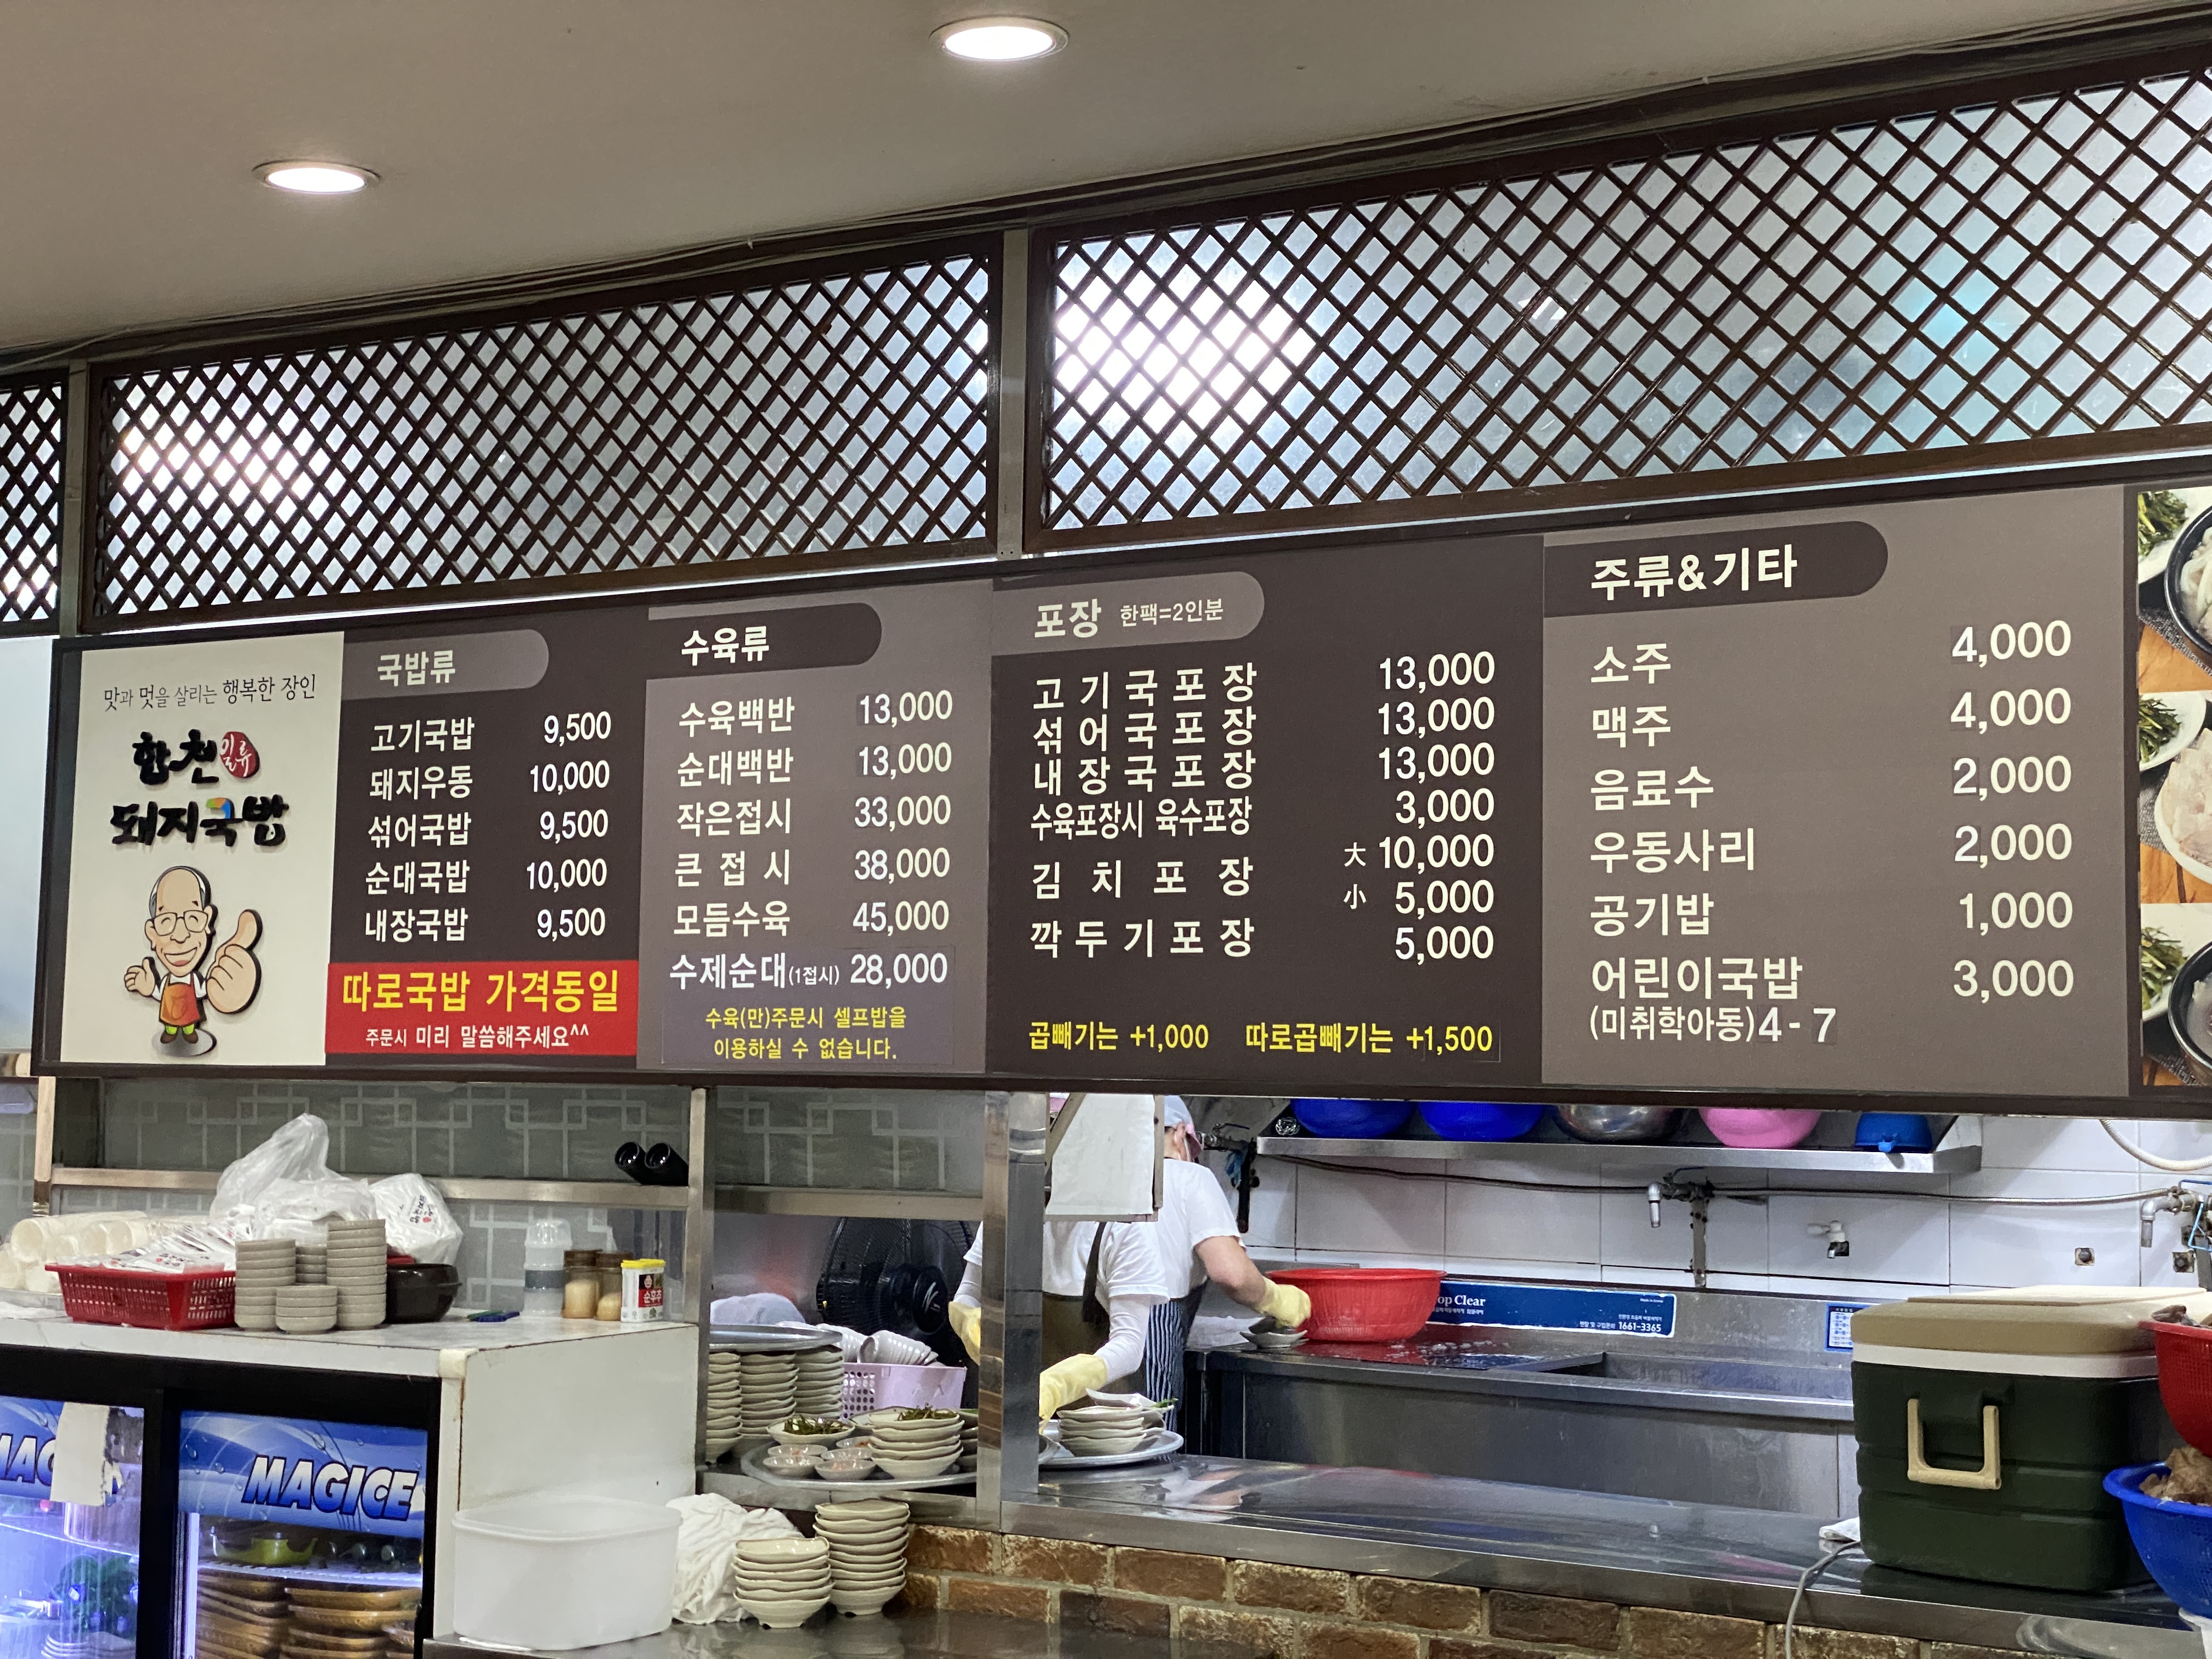 맛과 멋을 살리는 행복한 장인
합천일류
돼지국밥
국밥류
고기국밥 9,500
돼지우동 10,000
섞어국밥 9,500
순대국밥 10,000
내장국밥 9,500
따로국밥 가격동일
주문시 미리 말씀해주세요^^
수육류
수육백반 13,000
순대백반 13,000
작은접시 33,000
큰접시 38,000
모듬수육 45,000
수제순대(1접시) 28,000
수육(만)주문시 셀프밥을
이용하실 수 없습니다.
포장 한팩=2인분
고기국포장 13,000
섞어국포장 13,000
내장국포장 13,000
수육포장시 육수포장 3,000
김치포장 大 10,000
小 5,000
깍두기포장 5,000
곱빼기는 +1,000 따로곱빼기는 +1,500
주류&기타
소주 4,000
맥주 4,000
음료수 2,000
우동사리 2,000
공기밥 1,000
어린이국밥 3,000
(미취학아동)4-7
순후추
op Clear
1661-3365
MAGICE